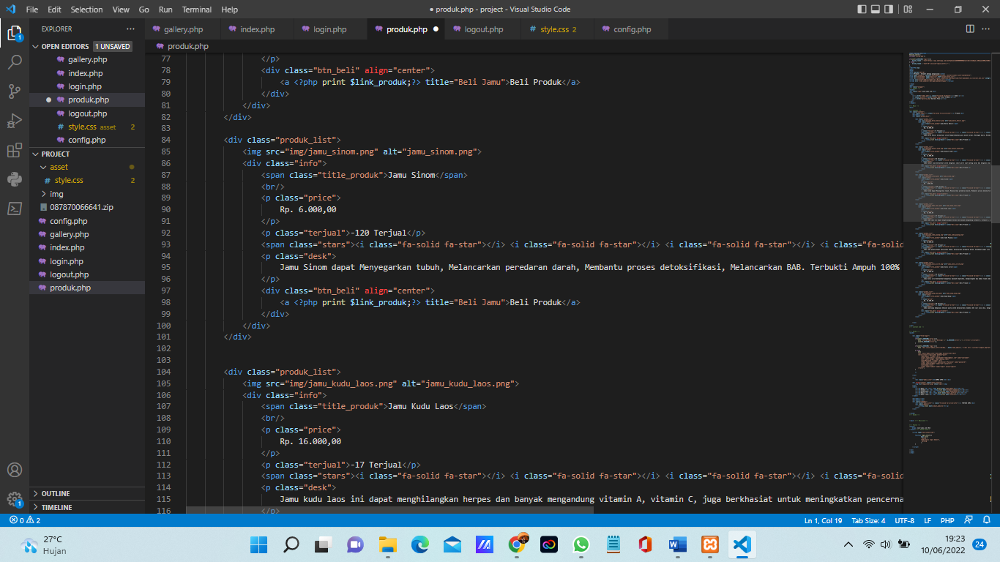 File Edit Selection View Go Run Terminal Help
● produk.php - project - Visual Studio Code
EXPLORER
OPEN EDITORS 1 UNSAVED
gallery.php
index.php
login.php
produk.php
logout.php
style.css asset 2
config.php
PROJECT
asset
style.css 2
img
087870066641.zip
config.php
gallery.php
index.php
login.php
logout.php
produk.php
OUTLINE
TIMELINE
gallery.php index.php login.php produk.php logout.php style.css 2 config.php
produk.php
77 </p>
78 <div class="btn_beli" align="center">
79 <a <?php print $link_produk;?> title="Beli Jamu">Beli Produk</a>
80 </div>
81 </div>
82 </div>
83
84 <div class="produk_list">
85 <img src="img/jamu_sinom.png" alt="jamu_sinom.png">
86 <div class="info">
87 <span class="title_produk">Jamu Sinom</span>
88 <br/>
89 <p class="price">
90 Rp. 6.000,00
91 </p>
92 <p class="terjual">-120 Terjual</p>
93 <span class="stars"><i class="fa-solid fa-star"></i> <i class="fa-solid fa-star"></i> <i class="fa-solid fa-star"></i> <i class="fa-solid
94 <p class="desk">
95 Jamu Sinom dapat Menyegarkan tubuh, Melancarkan peredaran darah, Membantu proses detoksifikasi, Melancarkan BAB. Terbukti Ampuh 100%
96 </p>
97 <div class="btn_beli" align="center">
98 <a <?php print $link_produk;?> title="Beli Jamu">Beli Produk</a>
99 </div>
100 </div>
101 </div>
102
103
104 <div class="produk_list">
105 <img src="img/jamu_kudu_laos.png" alt="jamu_kudu_laos.png">
106 <div class="info">
107 <span class="title_produk">Jamu Kudu Laos</span>
108 <br/>
109 <p class="price">
110 Rp. 16.000,00
111 </p>
112 <p class="terjual">-17 Terjual</p>
113 <span class="stars"><i class="fa-solid fa-star"></i> <i class="fa-solid fa-star"></i> <i class="fa-solid fa-star"></i> <i class="fa-solid
114 <p class="desk">
115 Jamu kudu laos ini dapat menghilangkan herpes dan banyak mengandung vitamin A, vitamin C, juga berkhasiat untuk meningkatkan pencerna
116 </p>
1
1
0 2
Ln 1, Col 19 Tab Size: 4 UTF-8 LF PHP
27°C
Hujan
19:23
10/06/2022
24